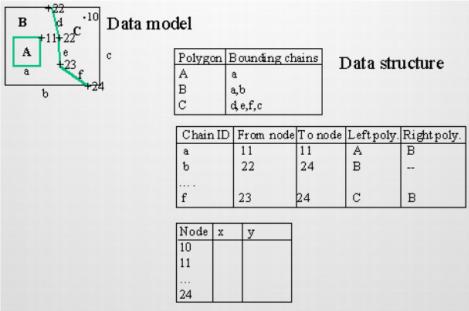 +22
·10
B
d
C
Data model
+11
+22
A
e
c
+23
a
f
+24
b
Data structure
Polygon Bounding chains
A a
B a,b
C d,e,f,c
Chain ID From node To node Left poly. Right poly.
a 11 11 A B
b 22 24 B --
....
f 23 24 C B
Node x y
10
11
...
24